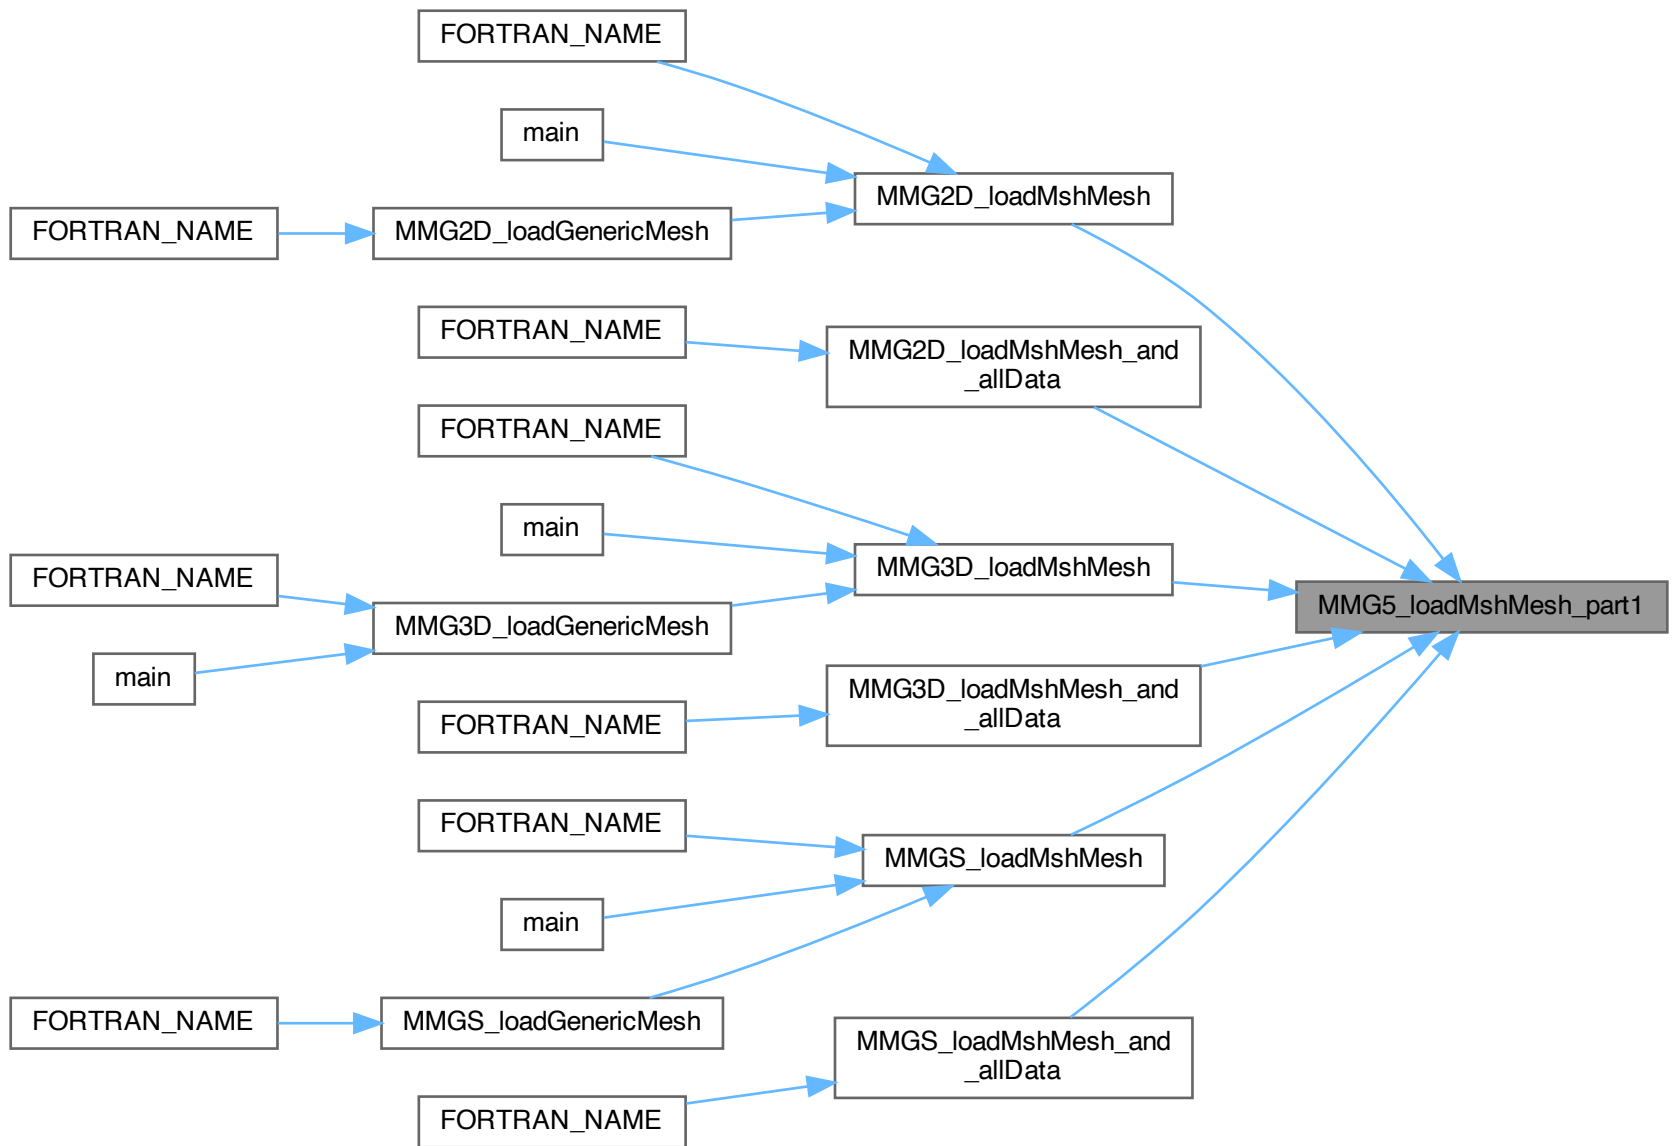 FORTRAN_NAME
main
MMG2D_loadMshMesh
FORTRAN_NAME
MMG2D_loadGenericMesh
FORTRAN_NAME
MMG2D_loadMshMesh_and
_allData
FORTRAN_NAME
main
MMG3D_loadMshMesh
FORTRAN_NAME
MMG5_loadMshMesh_part1
MMG3D_loadGenericMesh
main
MMG3D_loadMshMesh_and
_allData
FORTRAN_NAME
FORTRAN_NAME
MMGS_loadMshMesh
main
FORTRAN_NAME
MMGS_loadGenericMesh
MMGS_loadMshMesh_and
_allData
FORTRAN_NAME